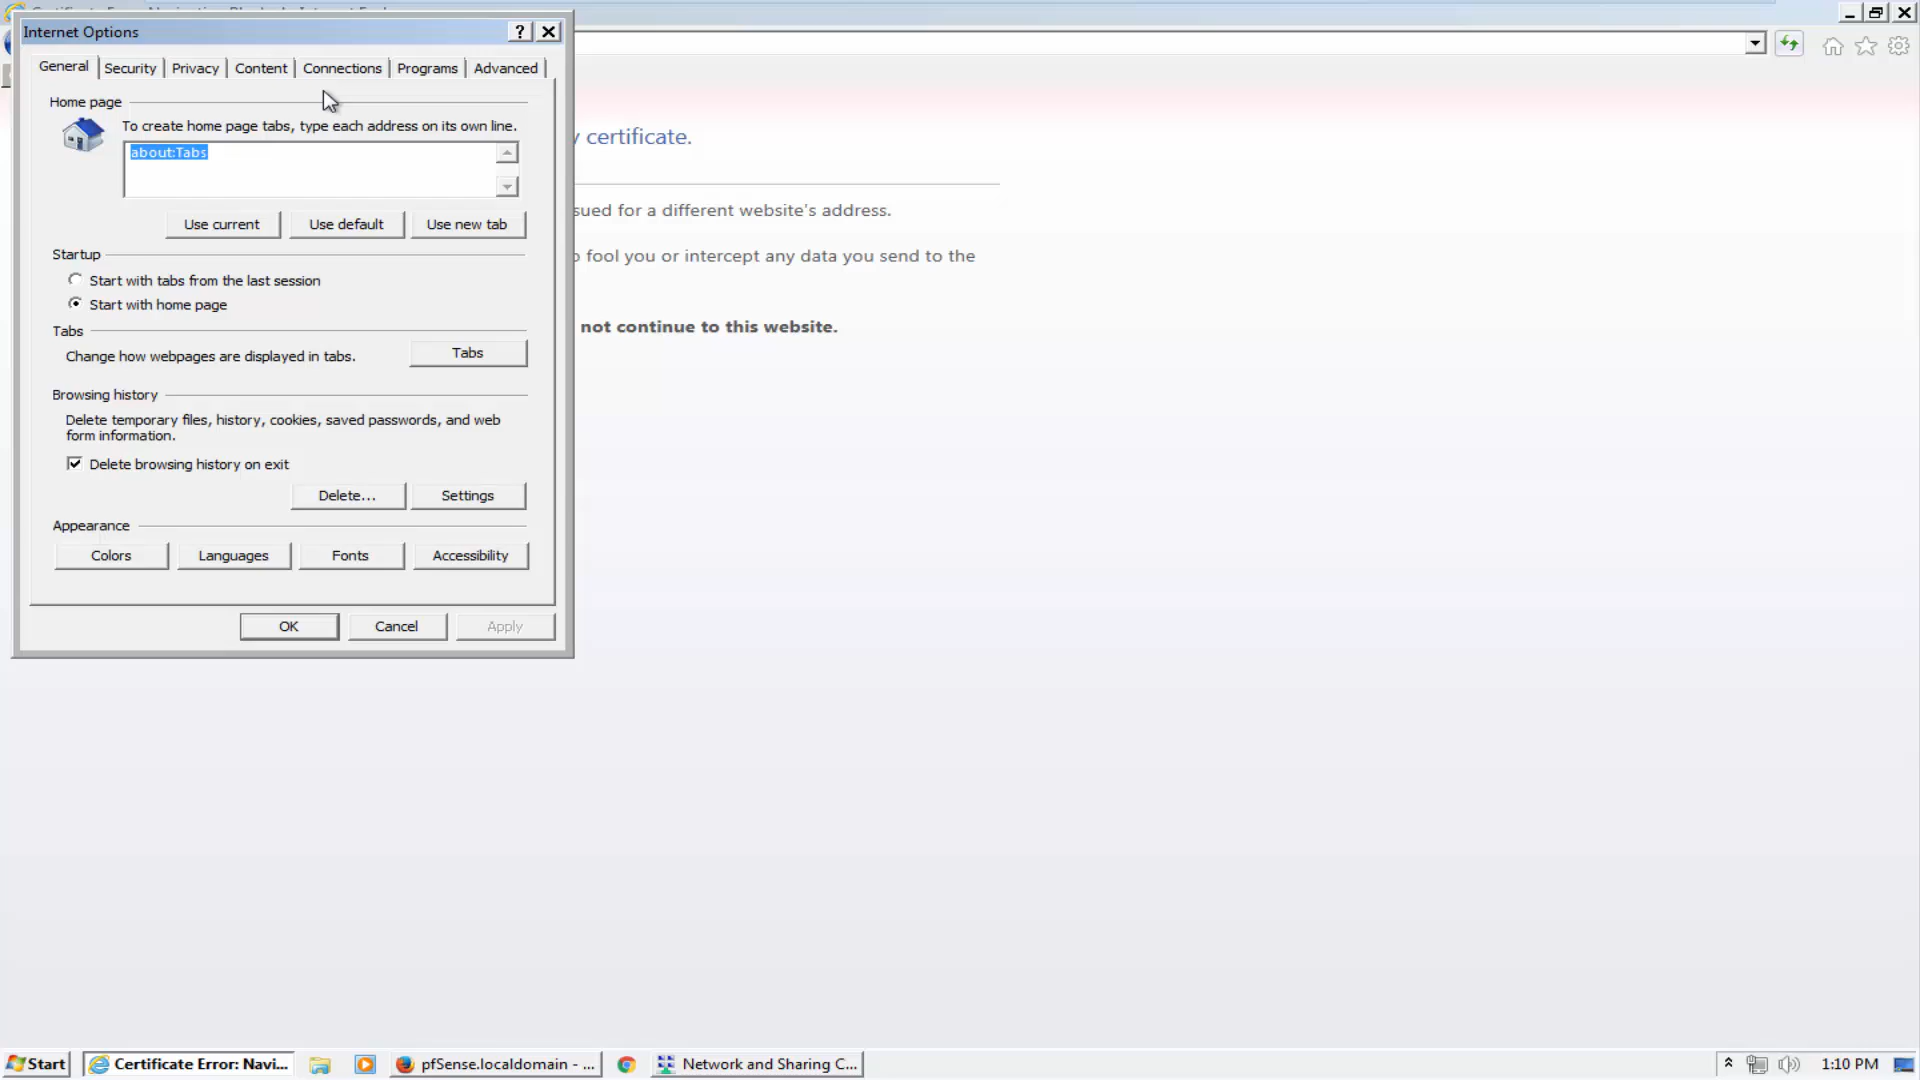 Internet Options
General Security Privacy Content Connections Programs Advanced
Home page
To create home page tabs, type each address on its own line.
about:Tabs
Use current Use default Use new tab
Startup
Start with tabs from the last session
Start with home page
Tabs
Change how webpages are displayed in tabs.
Tabs
Browsing history
Delete temporary files, history, cookies, saved passwords, and web
form information.
Delete browsing history on exit
Delete... Settings
Appearance
Colors Languages Fonts Accessibility
OK Cancel Apply
certificate.
sued for a different website's address.
fool you or intercept any data you send to the
not continue to this website.
Start Certificate Error: Navi... pfSense.localdomain - ... Network and Sharing C... 1:10 PM